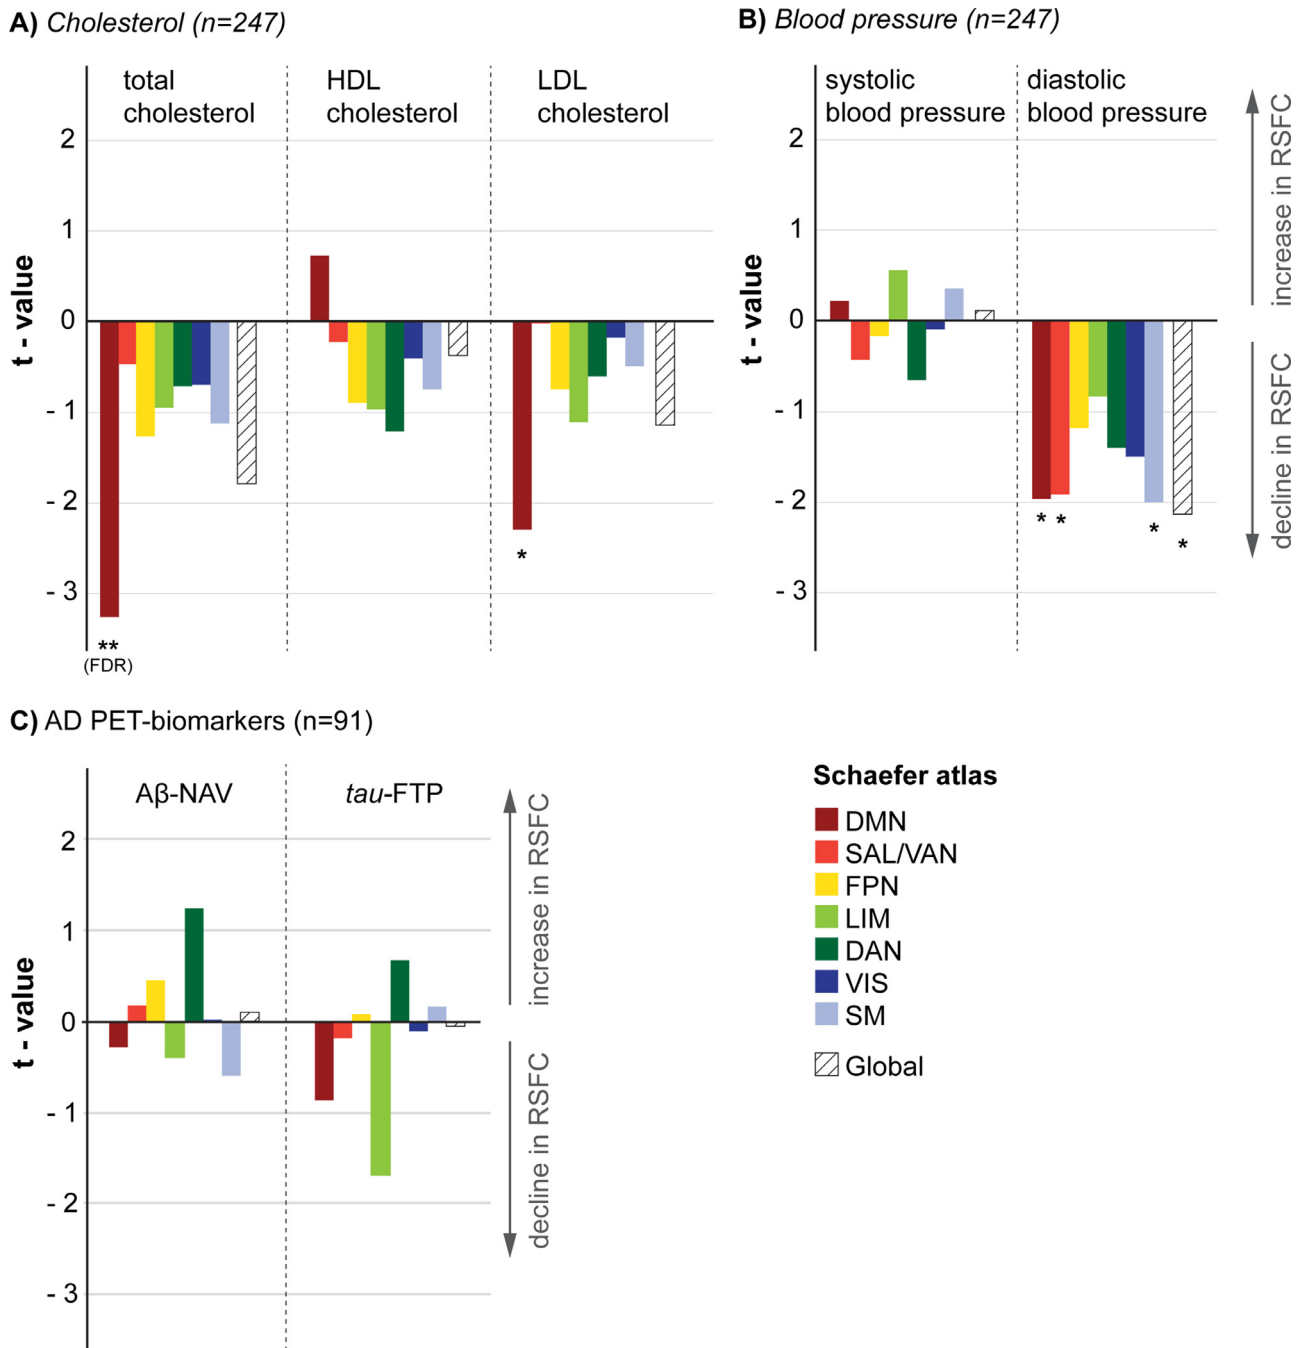 A) Cholesterol (n=247)
total
cholesterol
HDL
cholesterol
LDL
cholesterol
t - value
2
1
0
- 1
- 2
- 3
**
(FDR)
*
B) Blood pressure (n=247)
systolic
blood pressure
diastolic
blood pressure
t - value
2
1
0
- 1
- 2
- 3
* *
*
*
increase in RSFC
decline in RSFC
C) AD PET-biomarkers (n=91)
Aβ-NAV
tau-FTP
t - value
2
1
0
- 1
- 2
- 3
increase in RSFC
decline in RSFC
Schaefer atlas
DMN
SAL/VAN
FPN
LIM
DAN
VIS
SM
Global